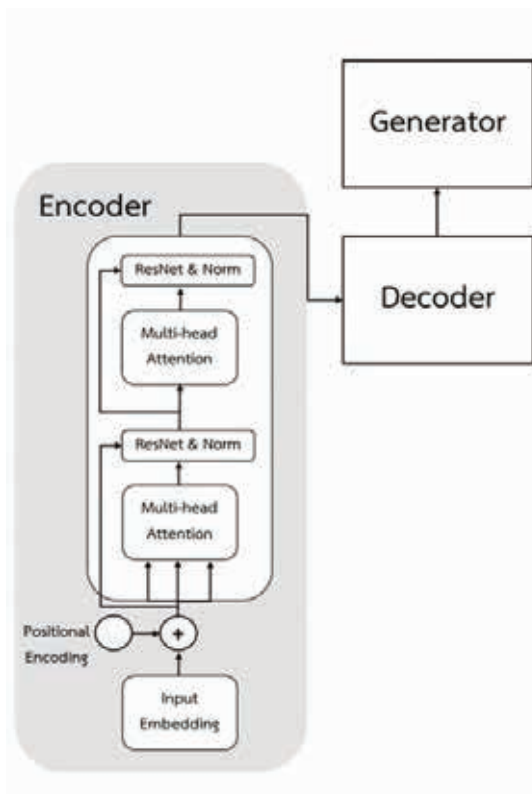 Generator
Encoder
ResNet & Norm
Decoder
Multi-head
Attention
ResNet & Norm
Multi-head
Attention
Positional
Encoding
+
Input
Embedding